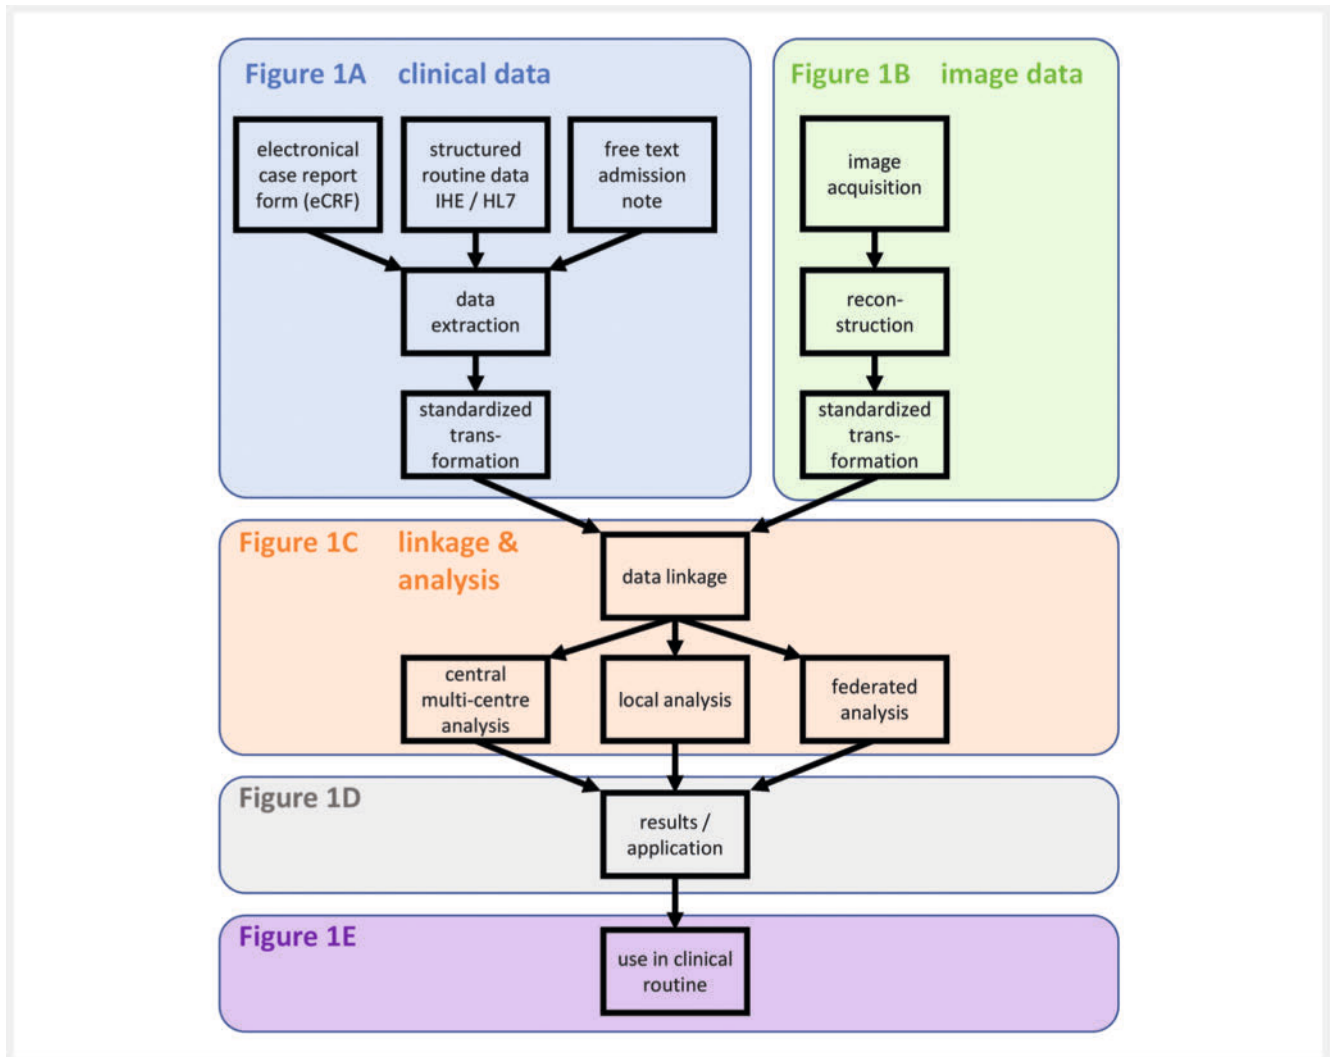 Figure 1A clinical data
electronical
case report
form (eCRF)
structured
routine data
IHE / HL7
free text
admission
note
data
extraction
standardized
trans-
formation
Figure 1B image data
image
acquisition
recon-
struction
standardized
trans-
formation
Figure 1C linkage &
analysis
data linkage
central
multi-centre
analysis
local analysis
federated
analysis
Figure 1D
results /
application
Figure 1E
use in clinical
routine